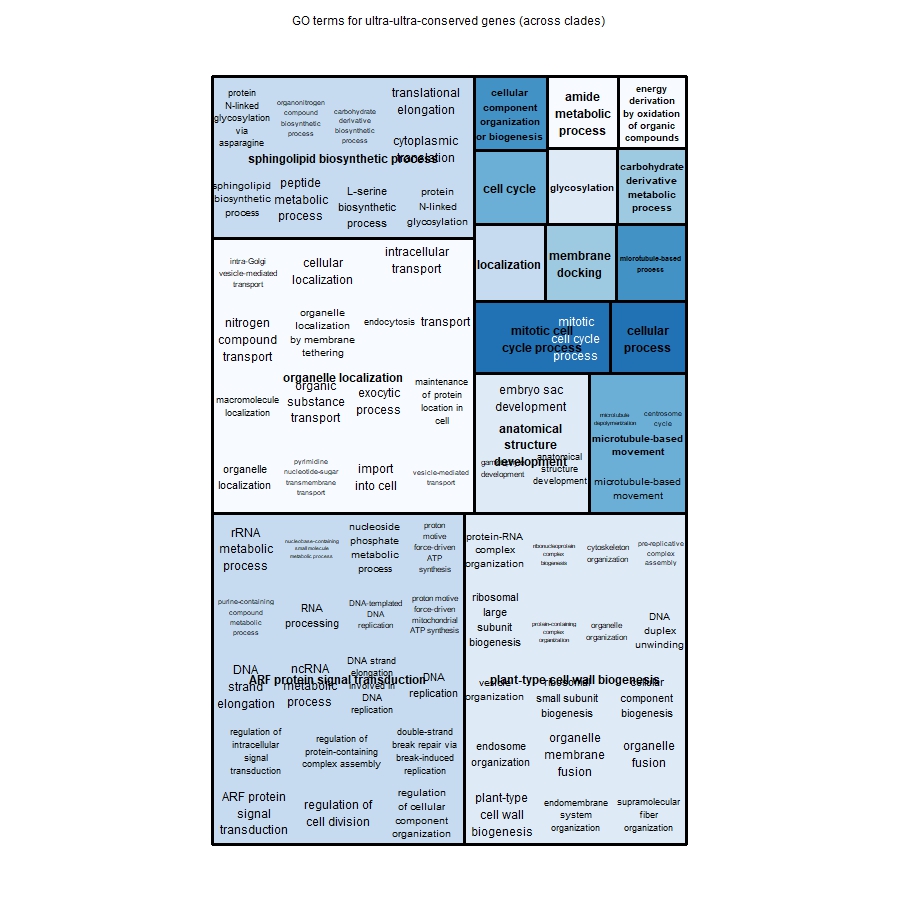 GO terms for ultra-ultra-conserved genes (across clades)
protein
N-linked
glycosylation
via
asparagine
organonitrogen
compound
biosynthetic
process
carbohydrate
derivative
biosynthetic
process
translational
elongation
cytoplasmic
translation
sphingolipid biosynthetic process
sphingolipid
biosynthetic
process
peptide
metabolic
process
L-serine
biosynthetic
process
protein
N-linked
glycosylation
cellular
component
organization
or biogenesis
amide
metabolic
process
energy
derivation
by oxidation
of organic
compounds
cell cycle
glycosylation
carbohydrate
derivative
metabolic
process
localization
membrane
docking
microtubule-based
process
mitotic cell
cycle process
mitotic
cell cycle
process
cellular
process
intra-Golgi
vesicle-mediated
transport
cellular
localization
intracellular
transport
nitrogen
compound
transport
organelle
localization
by membrane
tethering
endocytosis
transport
organelle localization
macromolecule
localization
organic
substance
transport
exocytic
process
maintenance
of protein
location in
cell
organelle
localization
pyrimidine
nucleotide-sugar
transmembrane
transport
import
into cell
vesicle-mediated
transport
embryo sac
development
anatomical
structure
development
gametophyte
development
anatomical
structure
development
microtubule
depolymerization
centrosome
cycle
microtubule-based
movement
microtubule-based
movement
rRNA
metabolic
process
nucleobase-containing
small molecule
metabolic process
nucleoside
phosphate
metabolic
process
proton
motive
force-driven
ATP
synthesis
purine-containing
compound
metabolic
process
RNA
processing
DNA-templated
DNA
replication
proton motive
force-driven
mitochondrial
ATP synthesis
DNA
strand
elongation
ncRNA
metabolic
process
DNA strand
elongation
involved in
DNA
replication
DNA
replication
ARF protein signal transduction
regulation of
intracellular
signal
transduction
regulation of
protein-containing
complex assembly
double-strand
break repair via
break-induced
replication
ARF protein
signal
transduction
regulation of
cell division
regulation
of cellular
component
organization
protein-RNA
complex
organization
ribonucleoprotein
complex
biogenesis
cytoskeleton
organization
pre-replicative
complex
assembly
ribosomal
large
subunit
biogenesis
protein-containing
complex
organization
organelle
organization
DNA
duplex
unwinding
plant-type cell wall biogenesis
vesicle
organization
ribosomal
small subunit
biogenesis
cellular
component
biogenesis
endosome
organization
organelle
membrane
fusion
organelle
fusion
plant-type
cell wall
biogenesis
endomembrane
system
organization
supramolecular
fiber
organization